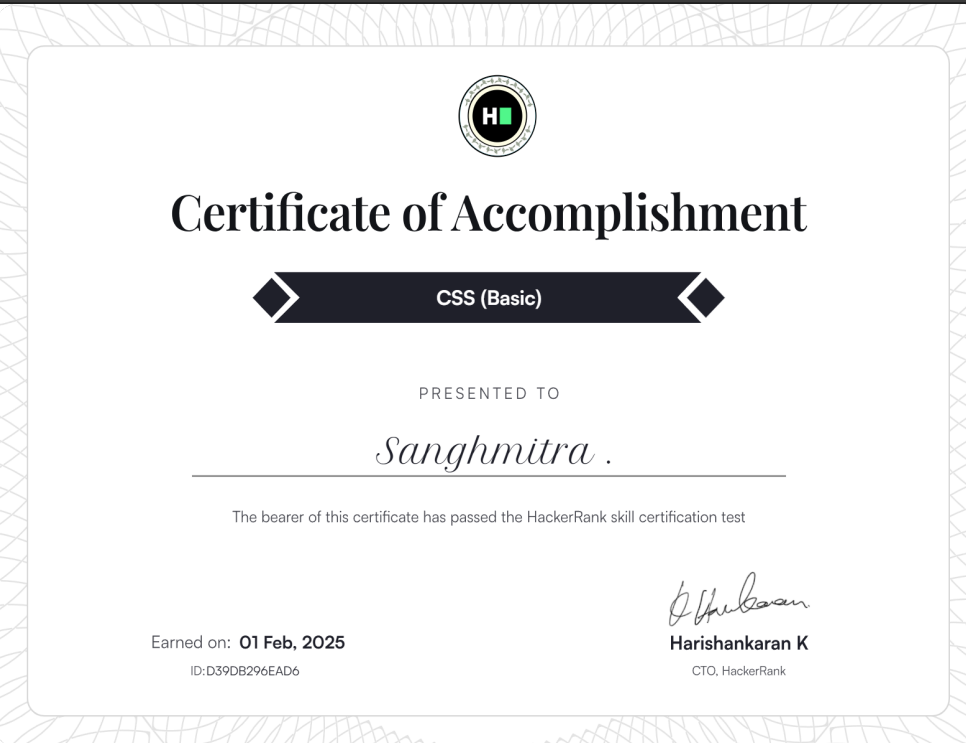 H
Certificate of Accomplishment
CSS (Basic)
PRESENTED TO
Sanghmitra .
The bearer of this certificate has passed the HackerRank skill certification test
Earned on: 01 Feb, 2025
ID:D39DB296EAD6
Harishankaran K
CTO, HackerRank